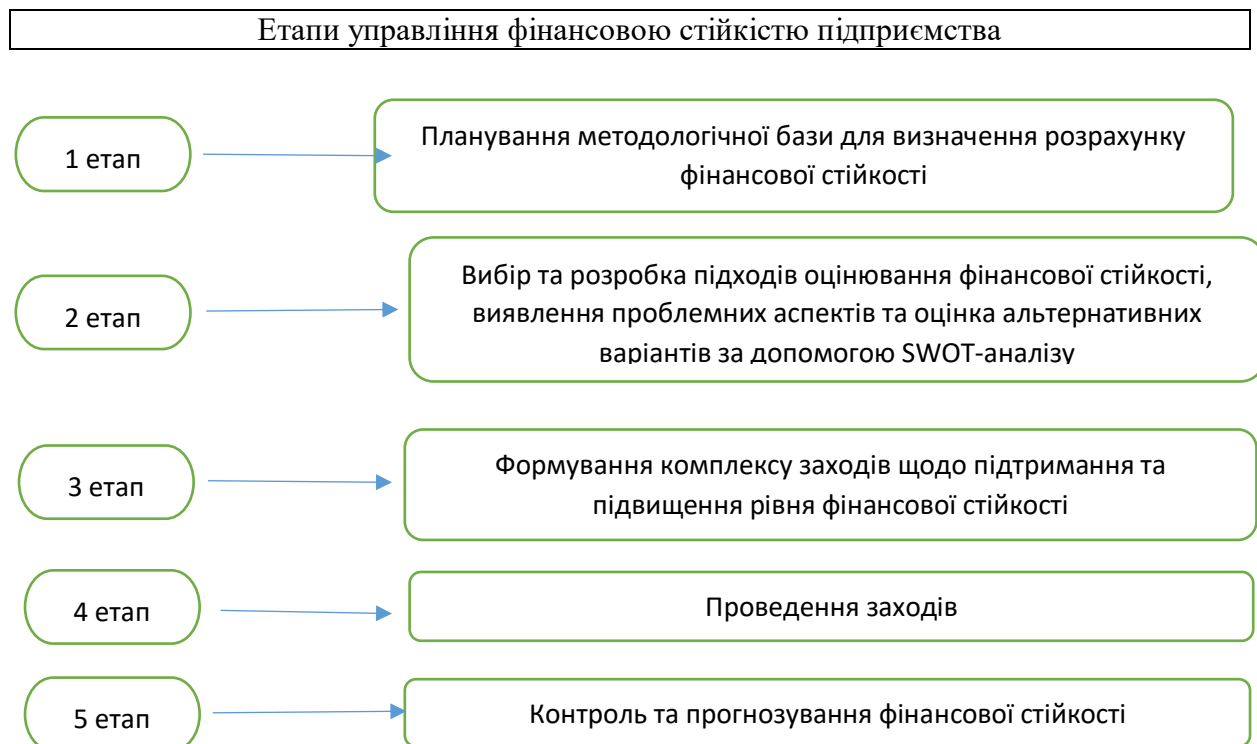 Етапи управління фінансовою стійкістю підприємства
1 етап
Планування методологічної бази для визначення розрахунку
фінансової стійкості
2 етап
Вибір та розробка підходів оцінювання фінансової стійкості,
виявлення проблемних аспектів та оцінка альтернативних
варіантів за допомогою SWOT-аналізу
3 етап
Формування комплексу заходів щодо підтримання та
підвищення рівня фінансової стійкості
4 етап
Проведення заходів
5 етап
Контроль та прогнозування фінансової стійкості